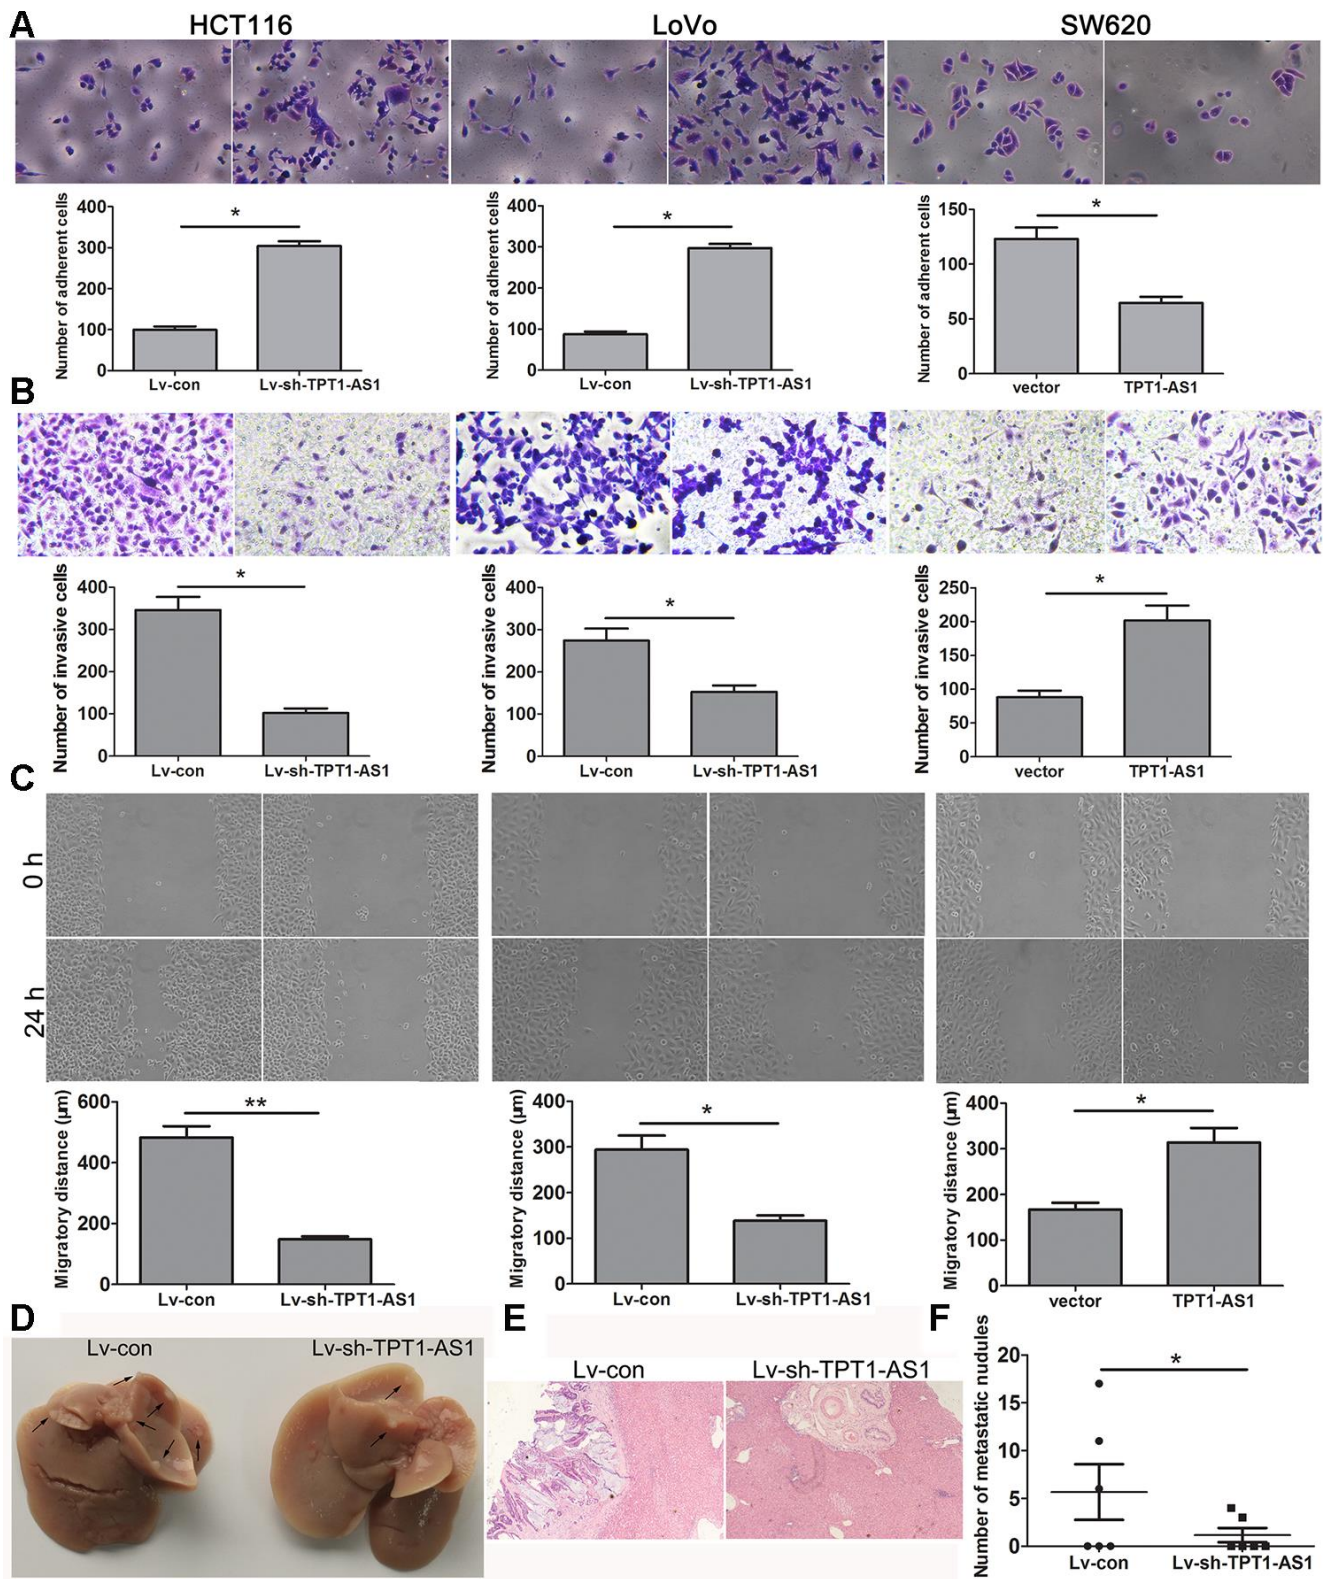 A
HCT116 LoVo SW620
Number of adherent cells
400
300
200
100
0
*
Lv-con Lv-sh-TPT1-AS1
Number of adherent cells
400
300
200
100
0
*
Lv-con Lv-sh-TPT1-AS1
Number of adherent cells
150
100
50
0
*
vector TPT1-AS1
B
Number of invasive cells
400
300
200
100
0
*
Lv-con Lv-sh-TPT1-AS1
Number of invasive cells
400
300
200
100
0
*
Lv-con Lv-sh-TPT1-AS1
Number of invasive cells
250
200
150
100
50
0
*
vector TPT1-AS1
C
0 h
24 h
Migratory distance (μm)
600
400
200
0
**
Lv-con Lv-sh-TPT1-AS1
Migratory distance (μm)
400
300
200
100
0
*
Lv-con Lv-sh-TPT1-AS1
Migratory distance (μm)
400
300
200
100
0
*
vector TPT1-AS1
D
Lv-con Lv-sh-TPT1-AS1
E
Lv-con Lv-sh-TPT1-AS1
F
Number of metastatic nudules
20
15
10
5
0
*
Lv-con Lv-sh-TPT1-AS1